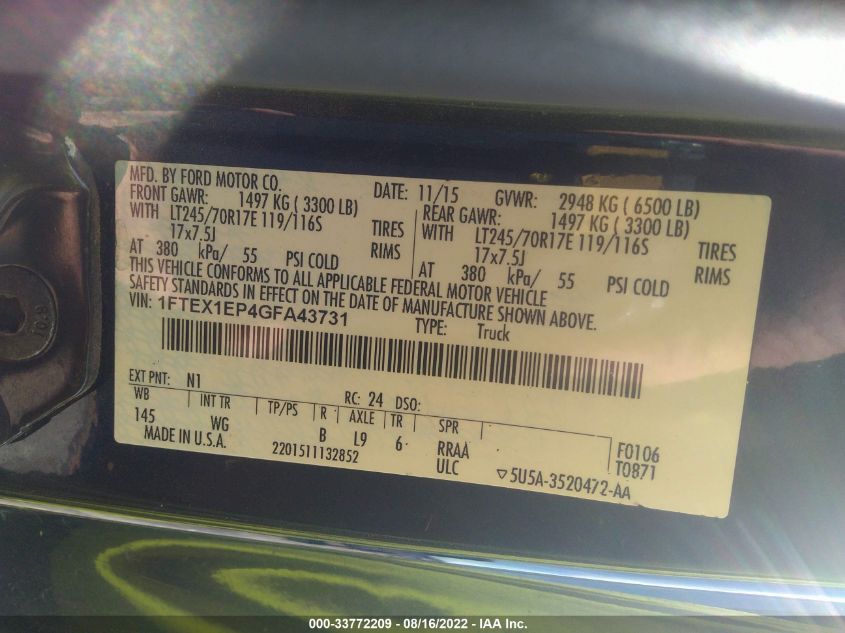 MFD. BY FORD MOTOR CO. DATE: 11/15 GVWR: 2948 KG ( 6500 LB)
FRONT GAWR: 1497 KG ( 3300 LB) REAR GAWR: 1497 KG ( 3300 LB)
WITH LT245/70R17E 119/116S TIRES WITH LT245/70R17E 119/116S TIRES
17x7.5J RIMS 17x7.5J RIMS
AT 380 kPa/ 55 PSI COLD AT 380 kPa/ 55 PSI COLD
THIS VEHICLE CONFORMS TO ALL APPLICABLE FEDERAL MOTOR VEHICLE
SAFETY STANDARDS IN EFFECT ON THE DATE OF MANUFACTURE SHOWN ABOVE.
VIN: 1FTEX1EP4GFA43731
TYPE: Truck
EXT PNT: N1 RC: 24 DSO:
WB INT TR TP/PS R AXLE TR SPR
145 WG B L9 6 RRAA F0106
MADE IN U.S.A. 2201511132852 ULC T0871
▽5U5A-3520472-AA
000-33772209 - 08/16/2022 - IAA Inc.